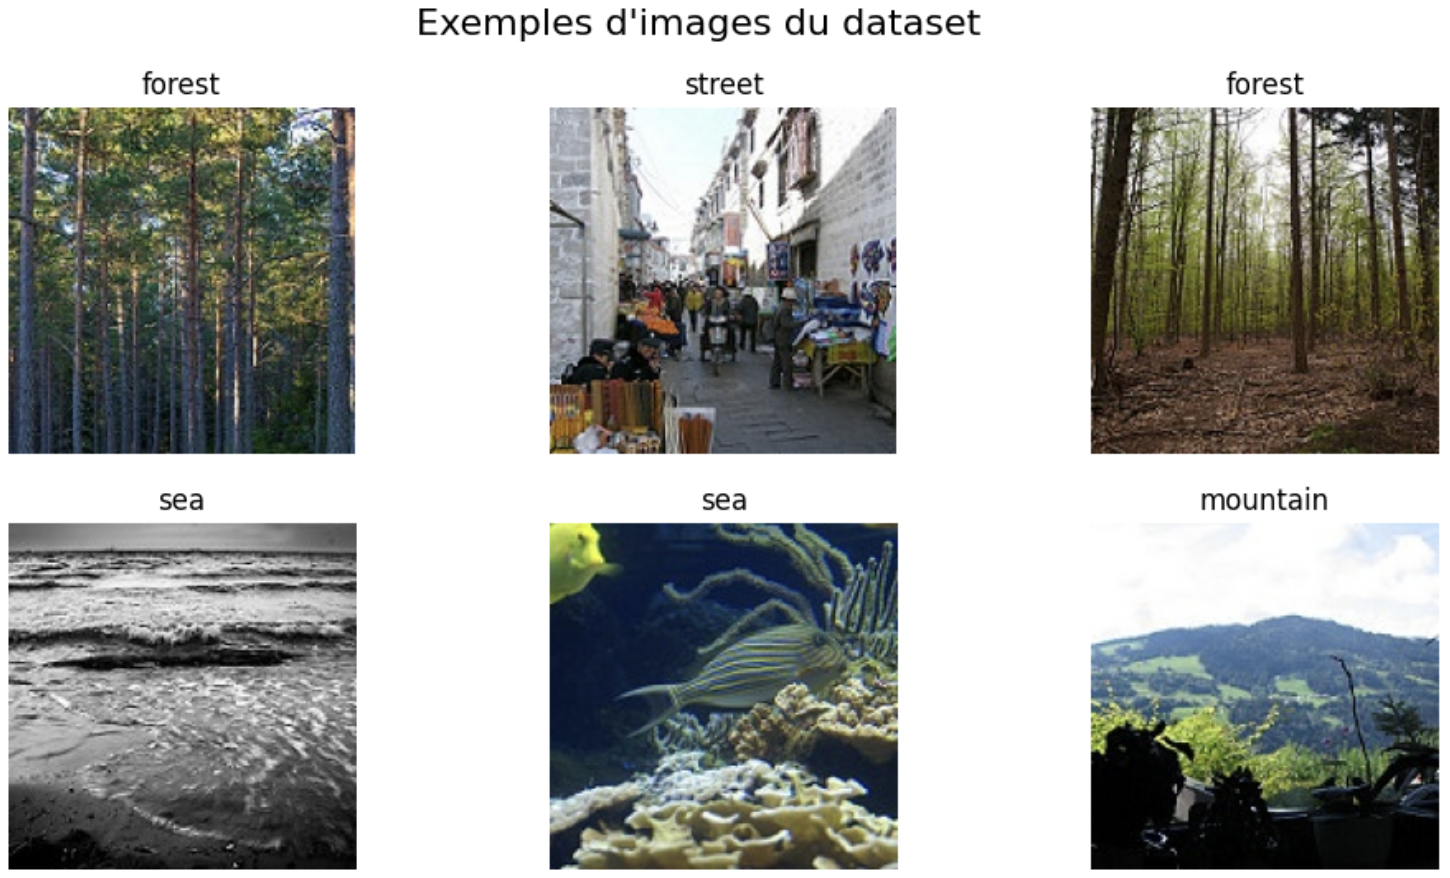 Exemples d'images du dataset
forest
street
forest
sea
sea
mountain